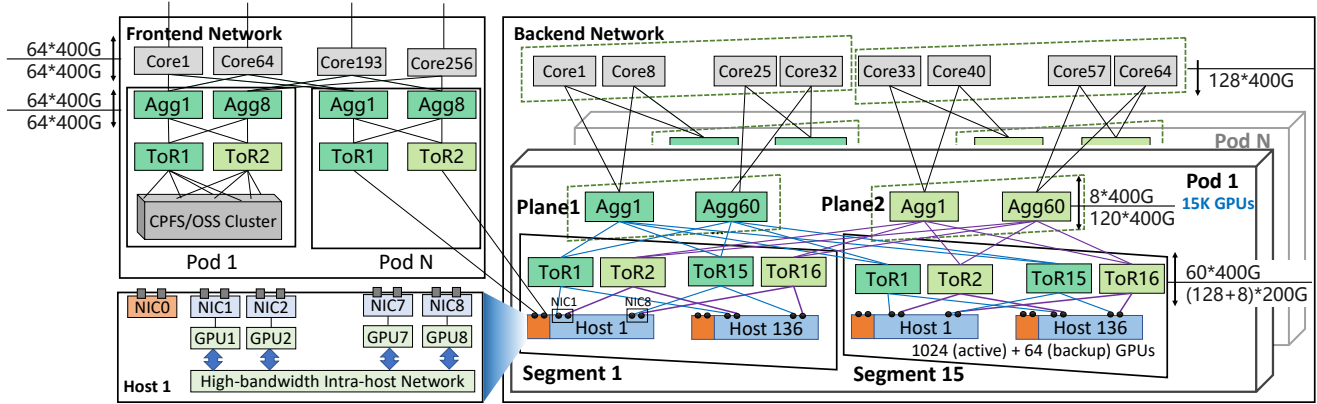 Frontend Network
64*400G
64*400G
Core1
Core64
Core193
Core256
64*400G
64*400G
Agg1
Agg8
Agg1
Agg8
ToR1
ToR2
ToR1
ToR2
CPFS/OSS Cluster
Pod 1
Pod N
NIC0
NIC1
NIC2
NIC7
NIC8
GPU1
GPU2
GPU7
GPU8
High-bandwidth Intra-host Network
Host 1
Backend Network
Core1
Core8
Core25
Core32
Core33
Core40
Core57
Core64
128*400G
Pod N
Pod 1
15K GPUs
Plane1
Agg1
Agg60
Plane2
Agg1
Agg60
8*400G
120*400G
ToR1
ToR2
ToR15
ToR16
ToR1
ToR2
ToR15
ToR16
60*400G
(128+8)*200G
NIC1
NIC8
Host 1
Host 136
Host 1
Host 136
1024 (active) + 64 (backup) GPUs
Segment 1
Segment 15